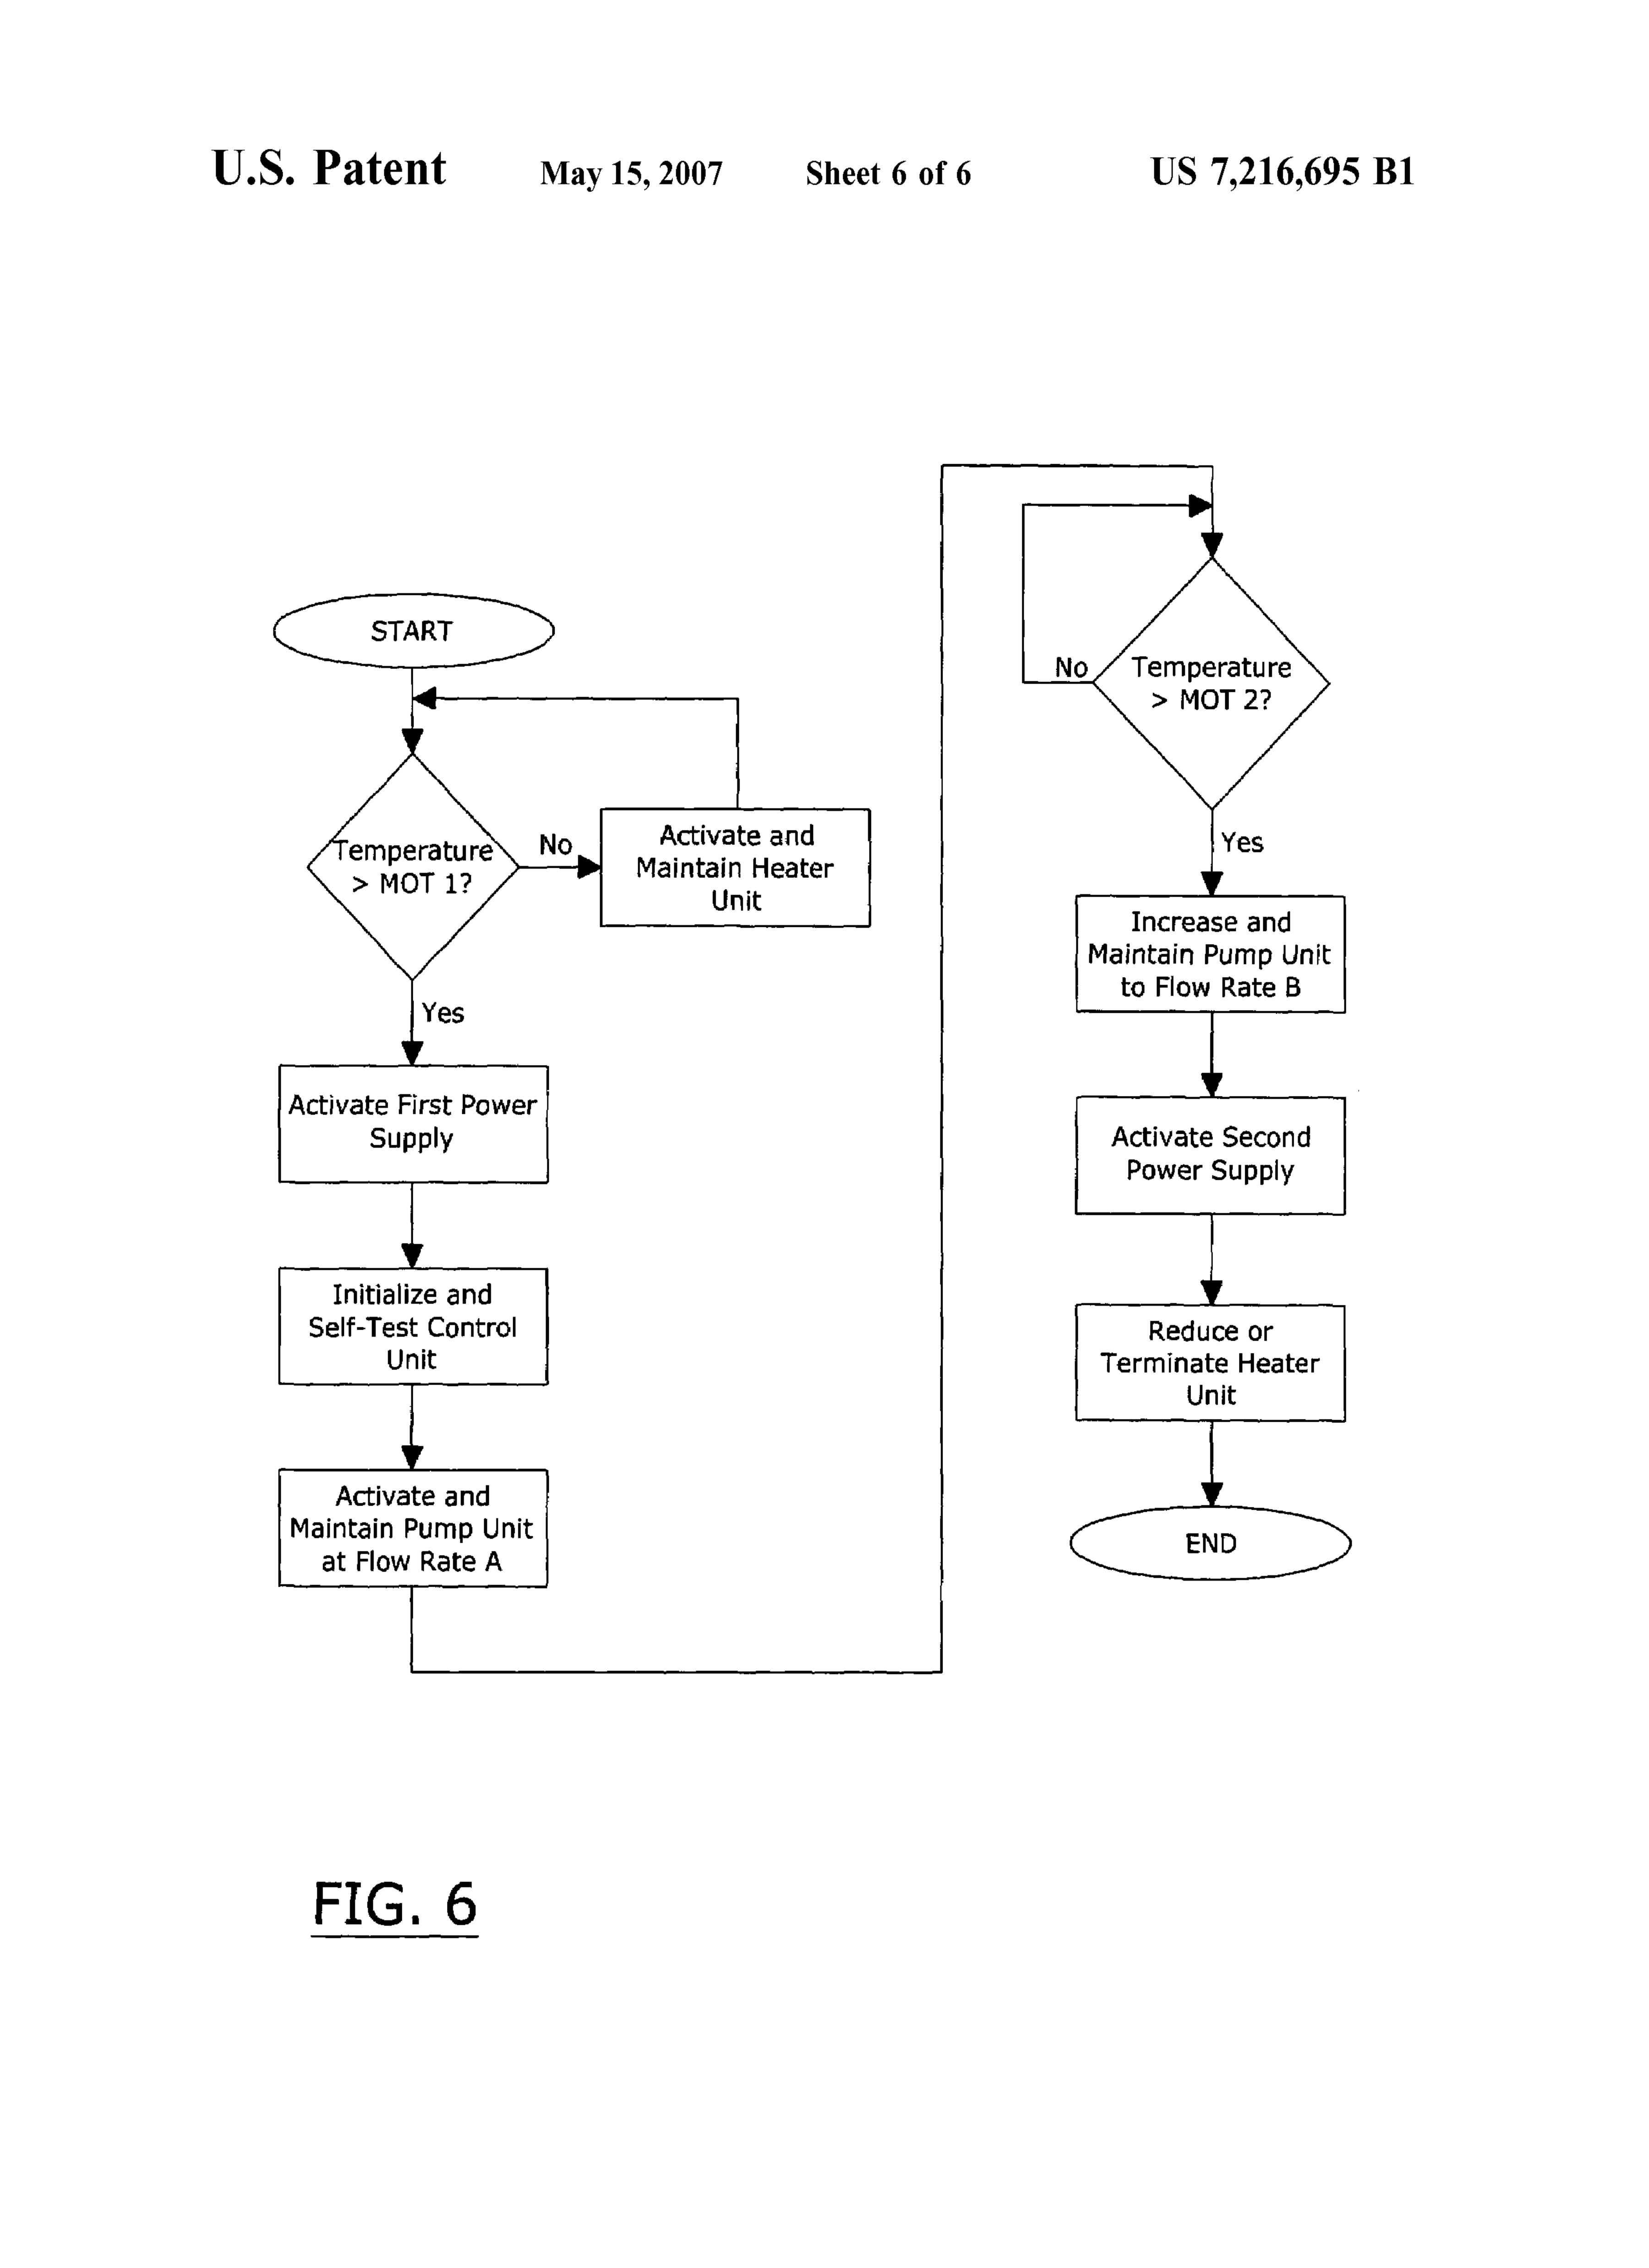 U.S. Patent May 15, 2007 Sheet 6 of 6 US 7,216,695 B1
START
Temperature
> MOT 1?
No
Activate and
Maintain Heater
Unit
Yes
Activate First Power
Supply
Initialize and
Self-Test Control
Unit
Activate and
Maintain Pump Unit
at Flow Rate A
Temperature
> MOT 2?
No
Yes
Increase and
Maintain Pump Unit
to Flow Rate B
Activate Second
Power Supply
Reduce or
Terminate Heater
Unit
END
FIG. 6